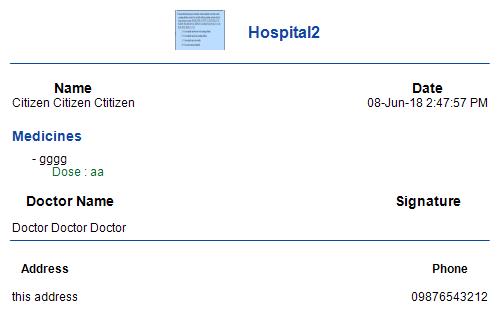 Hospital2
Name Date
Citizen Citizen Ctitizen 08-Jun-18 2:47:57 PM
Medicines
- gggg
Dose : aa
Doctor Name Signature
Doctor Doctor Doctor
Address Phone
this address 09876543212